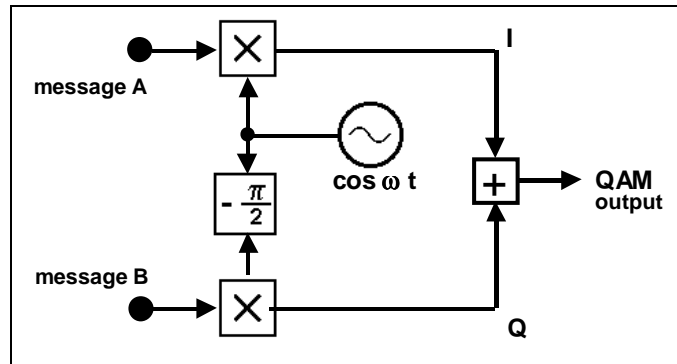 I
message A
cos ω t
- π/2
+
QAM
output
message B
Q